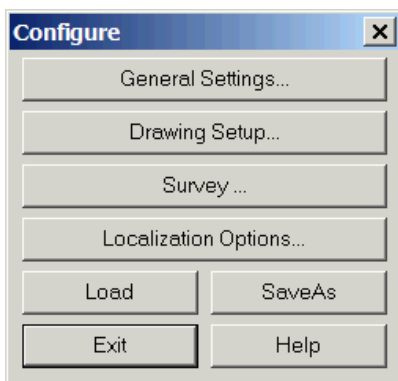 Configure
General Settings...
Drawing Setup...
Survey ...
Localization Options...
Load SaveAs
Exit Help